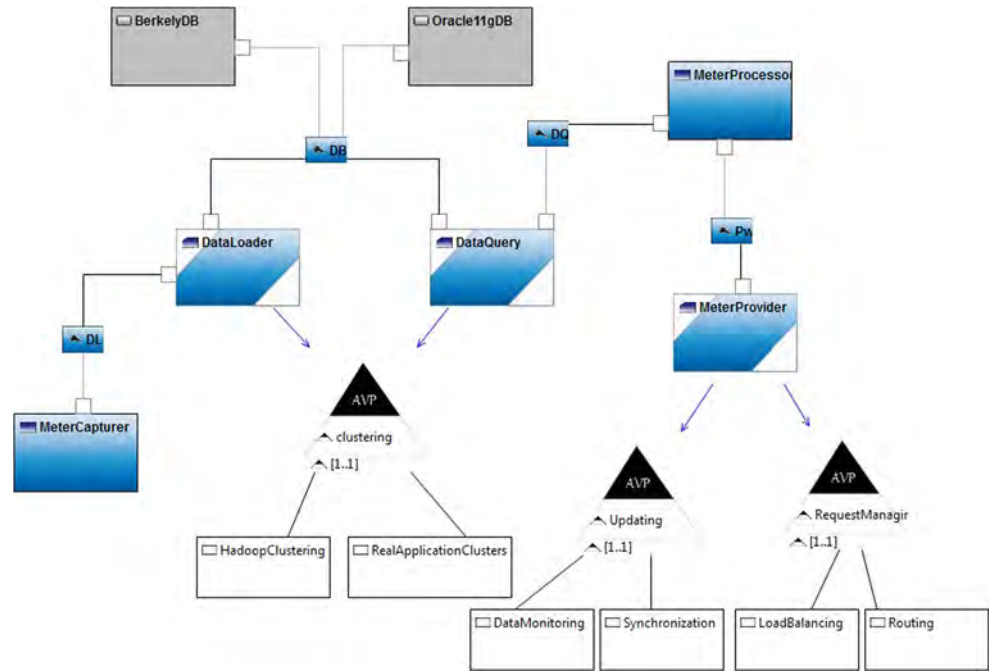 BerkelyDB
Oracle11gDB
MeterProcessor
DQ
DB
DataLoader
DataQuery
Pw
MeterProvider
DL
MeterCapturer
AVP
clustering
[1..1]
AVP
Updating
[1..1]
AVP
RequestManagir
[1..1]
HadoopClustering
RealApplicationClusters
DataMonitoring
Synchronization
LoadBalancing
Routing